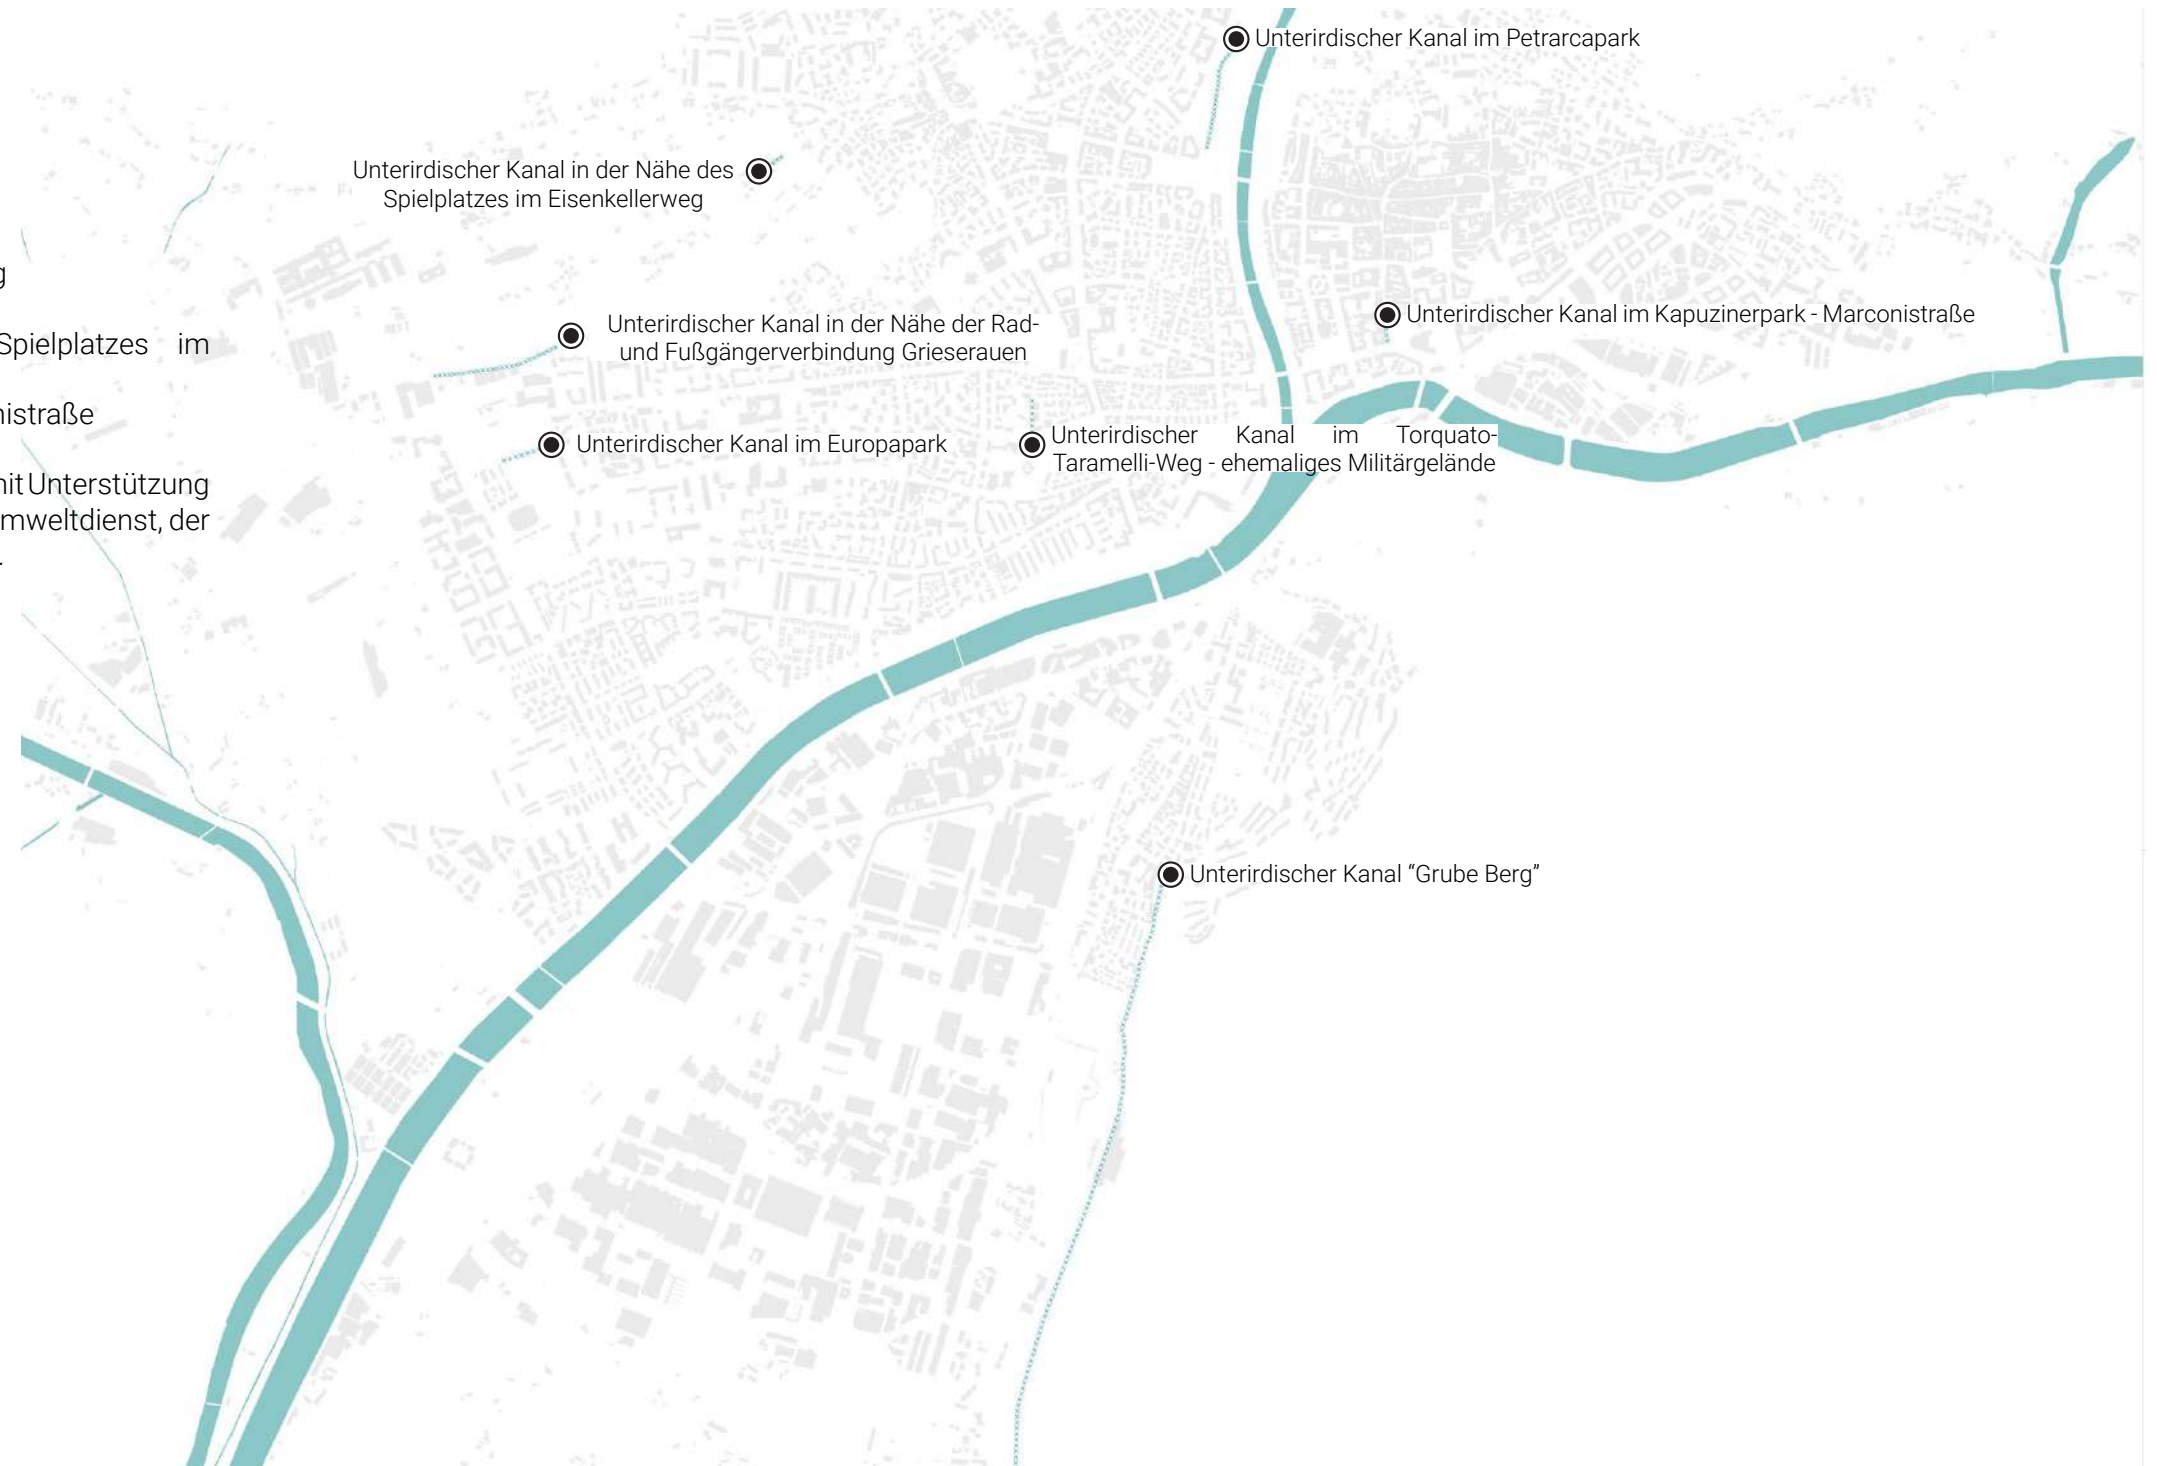 Unterirdischer Kanal im Petrarcapark
Unterirdischer Kanal in der Nähe des
Spielplatzes im Eisenkellerweg
g
Spielplatzes im
nistraße
mit Unterstützung
mweltdienst, der
.
Unterirdischer Kanal in der Nähe der Rad-
und Fußgängerverbindung Grieserauen
Unterirdischer Kanal im Kapuzinerpark - Marconistraße
Unterirdischer Kanal im Europapark
Unterirdischer Kanal im Torquato-
Taramelli-Weg - ehemaliges Militärgelände
Unterirdischer Kanal “Grube Berg”